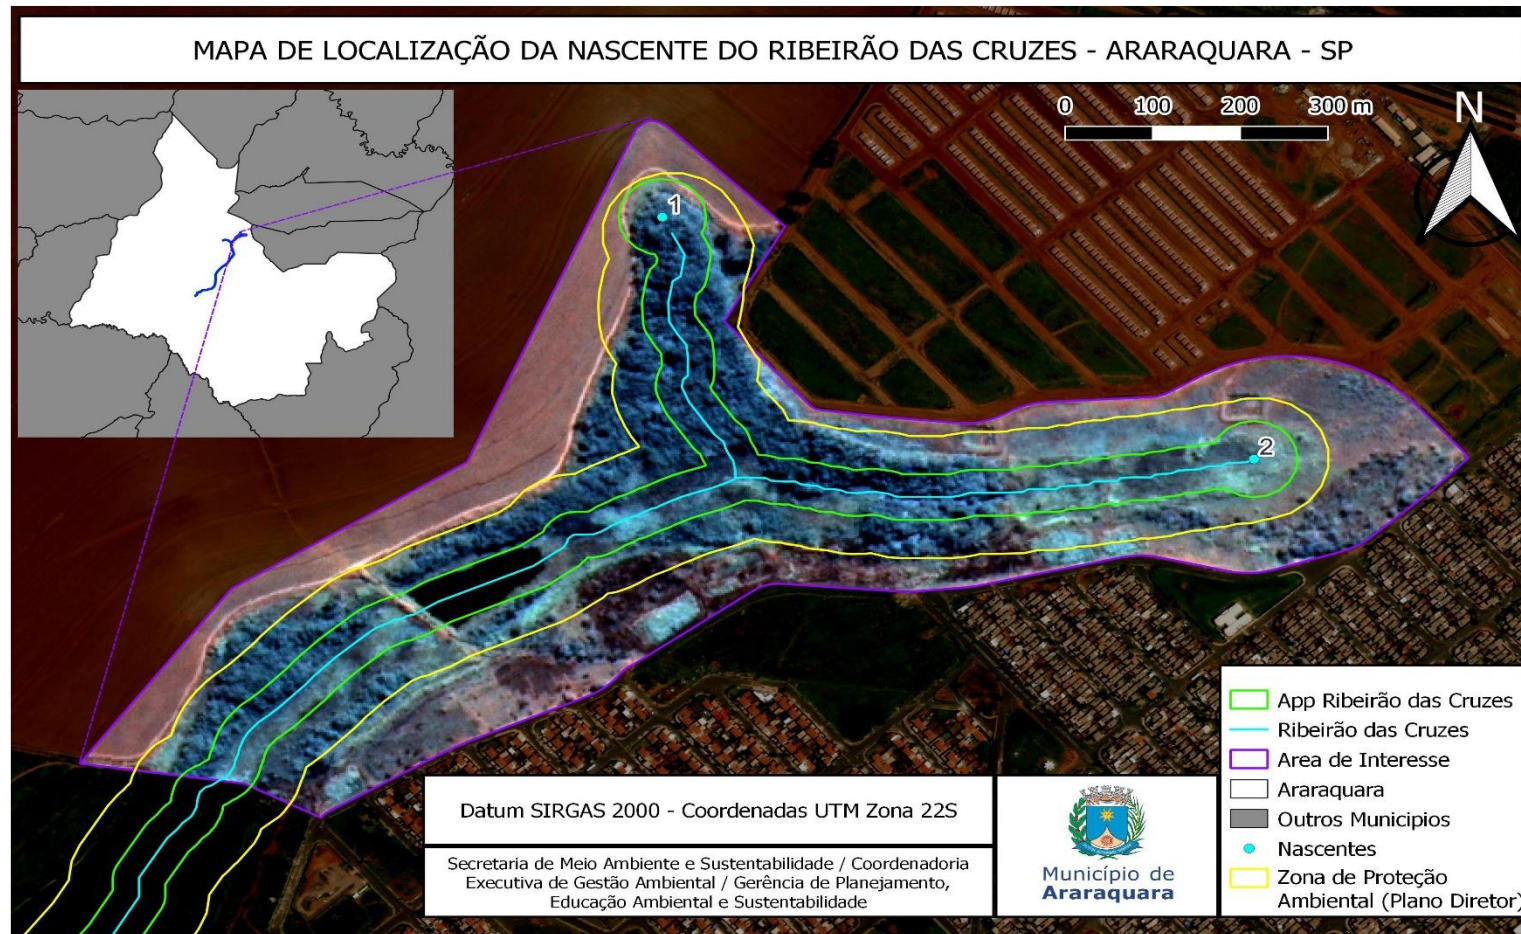 MAPA DE LOCALIZAÇÃO DA NASCENTE DO RIBEIRÃO DAS CRUZES - ARARAQUARA - SP
0 100 200 300 m
N
1
2
App Ribeirão das Cruzes
Ribeirão das Cruzes
Area de Interesse
Araraquara
Outros Municipios
Nascentes
Zona de Proteção
Ambiental (Plano Diretor)
Datum SIRGAS 2000 - Coordenadas UTM Zona 22S
Secretaria de Meio Ambiente e Sustentabilidade / Coordenadoria
Executiva de Gestão Ambiental / Gerência de Planejamento,
Educação Ambiental e Sustentabilidade
Município de
Araraquara